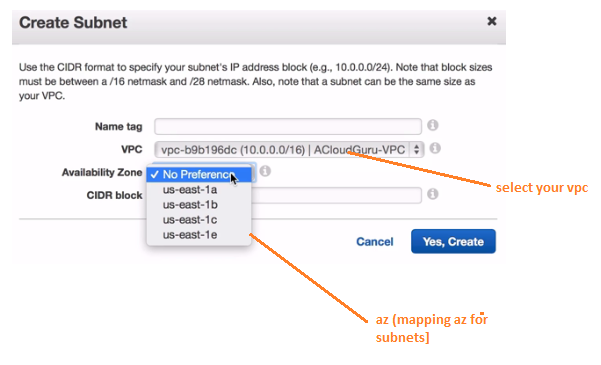 Create Subnet
Use the CIDR format to specify your subnet's IP address block (e.g., 10.0.0.0/24). Note that block sizes
must be between a /16 netmask and /28 netmask. Also, note that a subnet can be the same size as
your VPC.
Name tag
VPC vpc-b9b196dc (10.0.0.0/16) | ACloudGuru-VPC
Availability Zone ✓ No Preference
us-east-1a
select your vpc
CIDR block us-east-1b
us-east-1c
us-east-1e
Cancel Yes, Create
az (mapping az for
subnets]